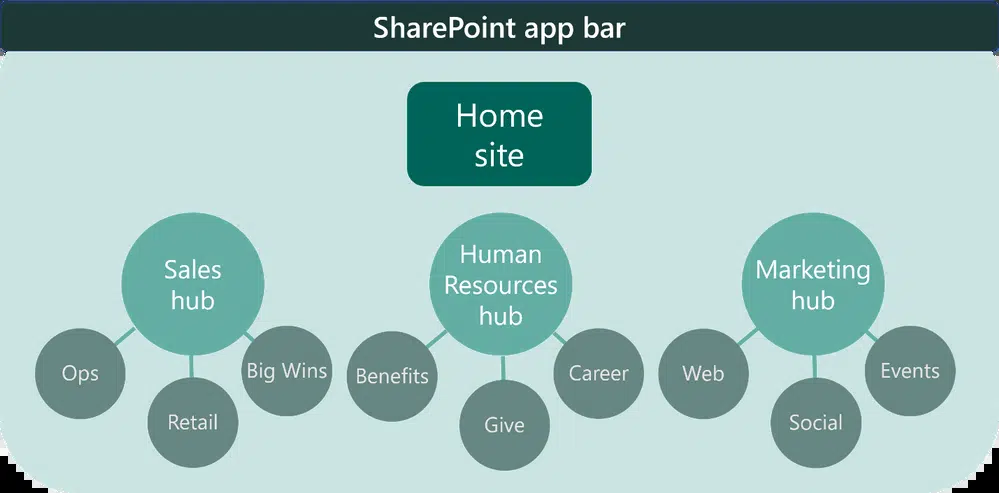 SharePoint app bar
Home
site
Sales
hub
Human
Resources
hub
Marketing
hub
Ops
Retail
Big Wins
Benefits
Give
Career
Web
Social
Events